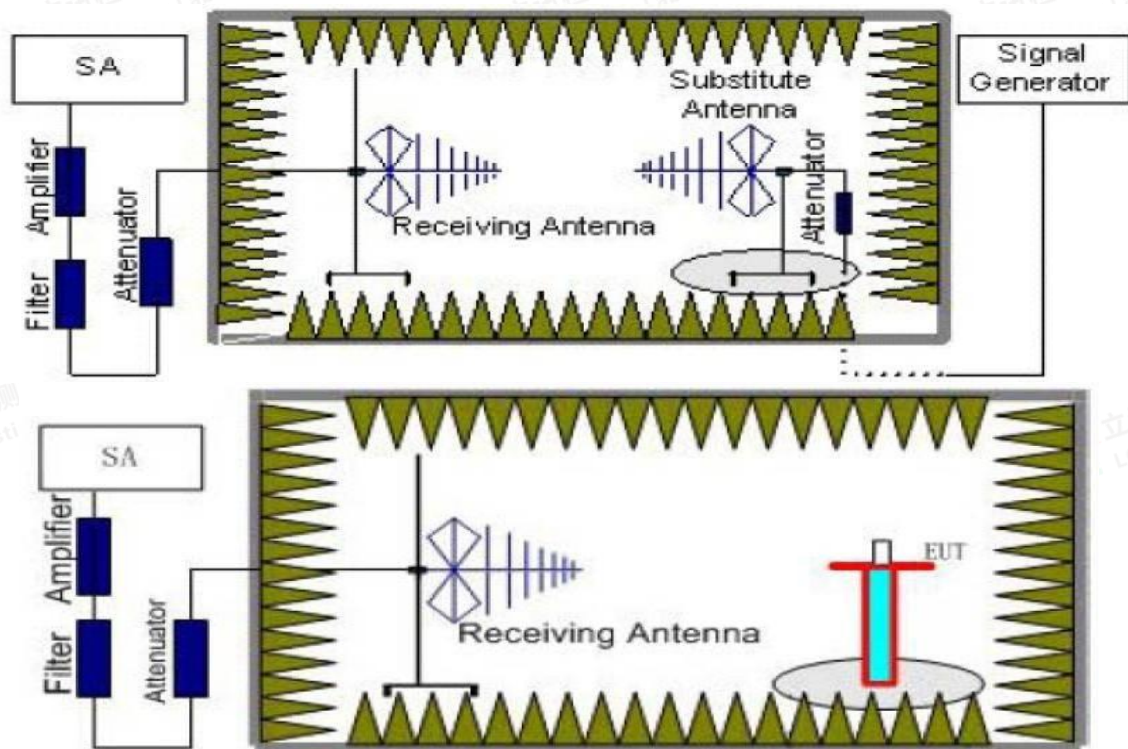 SA
Signal
Generator
Substitute
Antenna
Amplifier
Attenuator
Attenuator
Receiving Antenna
Filter
SA
Amplifier
EUT
Receiving Antenna
Filter
Attenuator